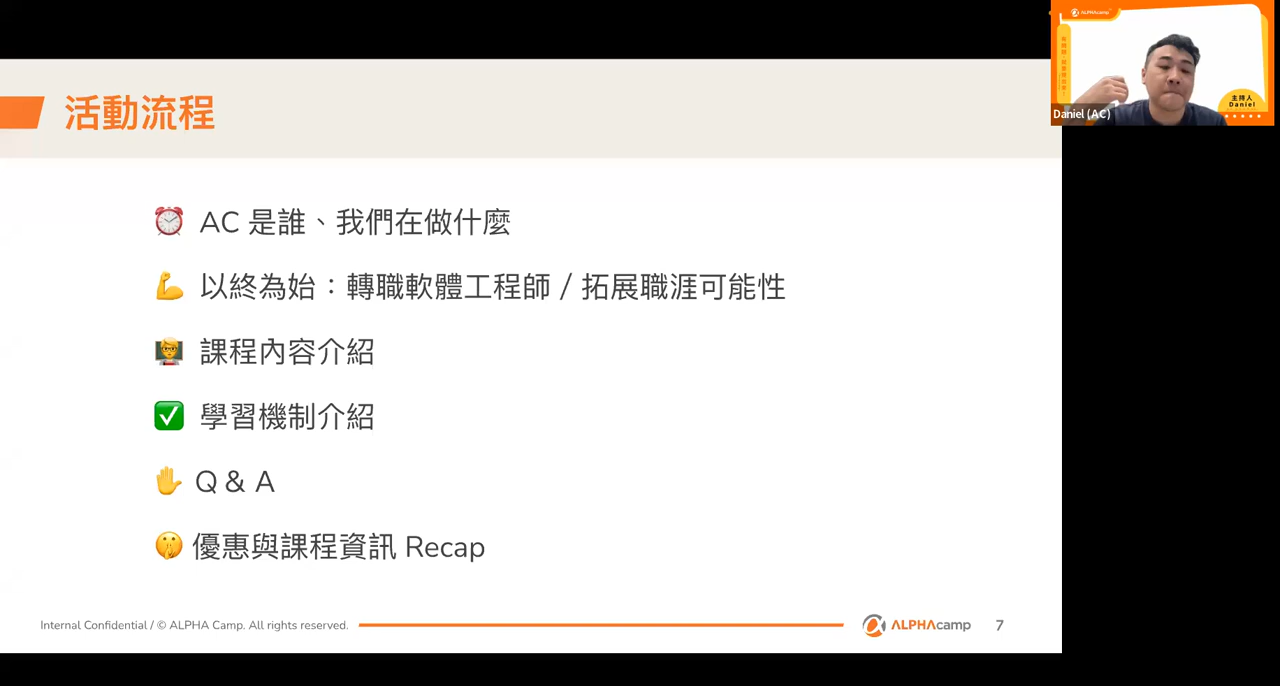 活動流程
AC 是誰、我們在做什麼
以終為始：轉職軟體工程師 / 拓展職涯可能性
課程內容介紹
學習機制介紹
Q & A
優惠與課程資訊 Recap
Internal Confidential / © ALPHA Camp. All rights reserved.
ALPHAcamp
7
ALPHAcamp
主持人
Daniel
Daniel (AC)